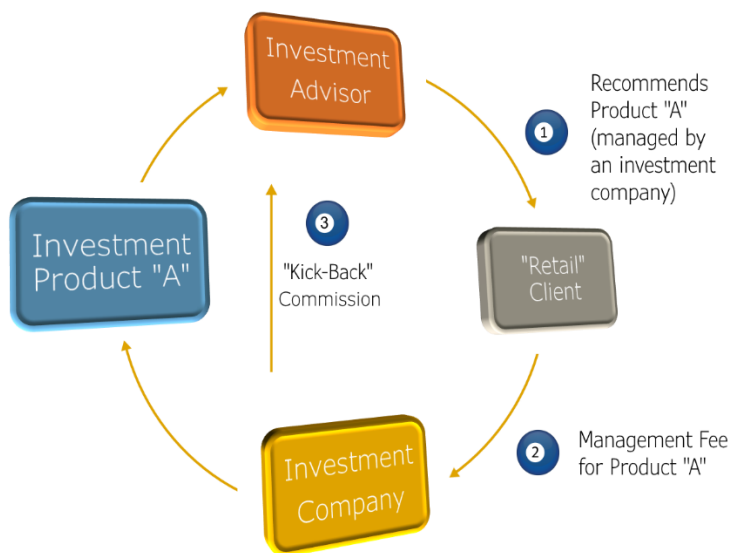 Investment
Advisor
1
Recommends
Product "A"
(managed by
an investment
company)
"Retail"
Client
2
Management Fee
for Product "A"
Investment
Company
3
"Kick-Back"
Commission
Investment
Product "A"